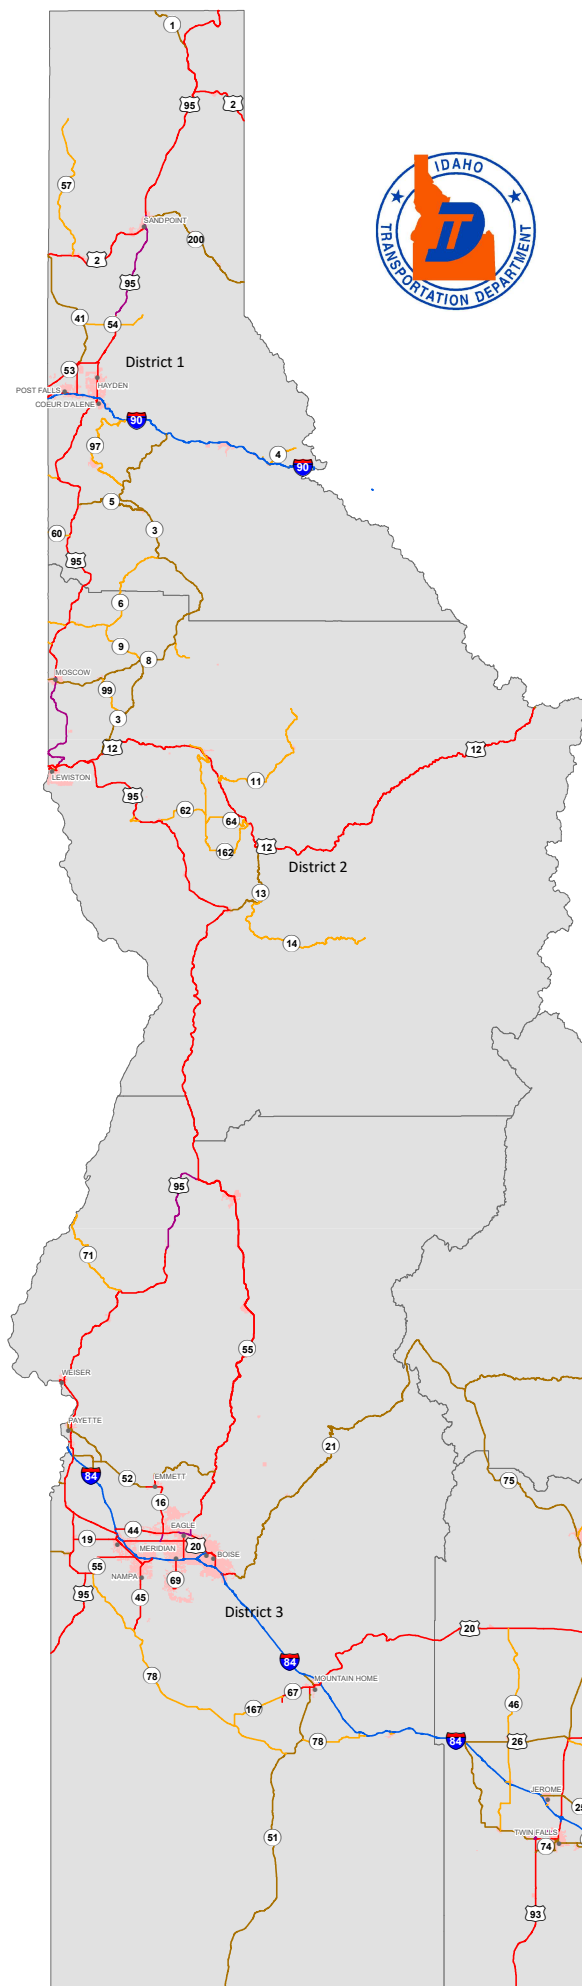 1
95
2
IDAHO
TRANSPORTATION DEPARTMENT
IT
57
SANDPOINT
200
2
95
41
54
53
District 1
HAYDEN
POST FALLS
COEUR D'ALENE
90
97
4
90
5
3
60
95
6
9
8
MOSCOW
99
3
12
12
LEWISTON
95
11
62
64
12
162
District 2
13
14
95
71
55
WEISER
PAYETTE
21
84
52
EMMETT
75
16
44
EAGLE
19
MERIDIAN
20
BOISE
55
NAMPA
69
95
45
District 3
20
84
78
MOUNTAIN HOME
67
46
167
78
84
26
JEROME
TWIN FALLS
74
51
93